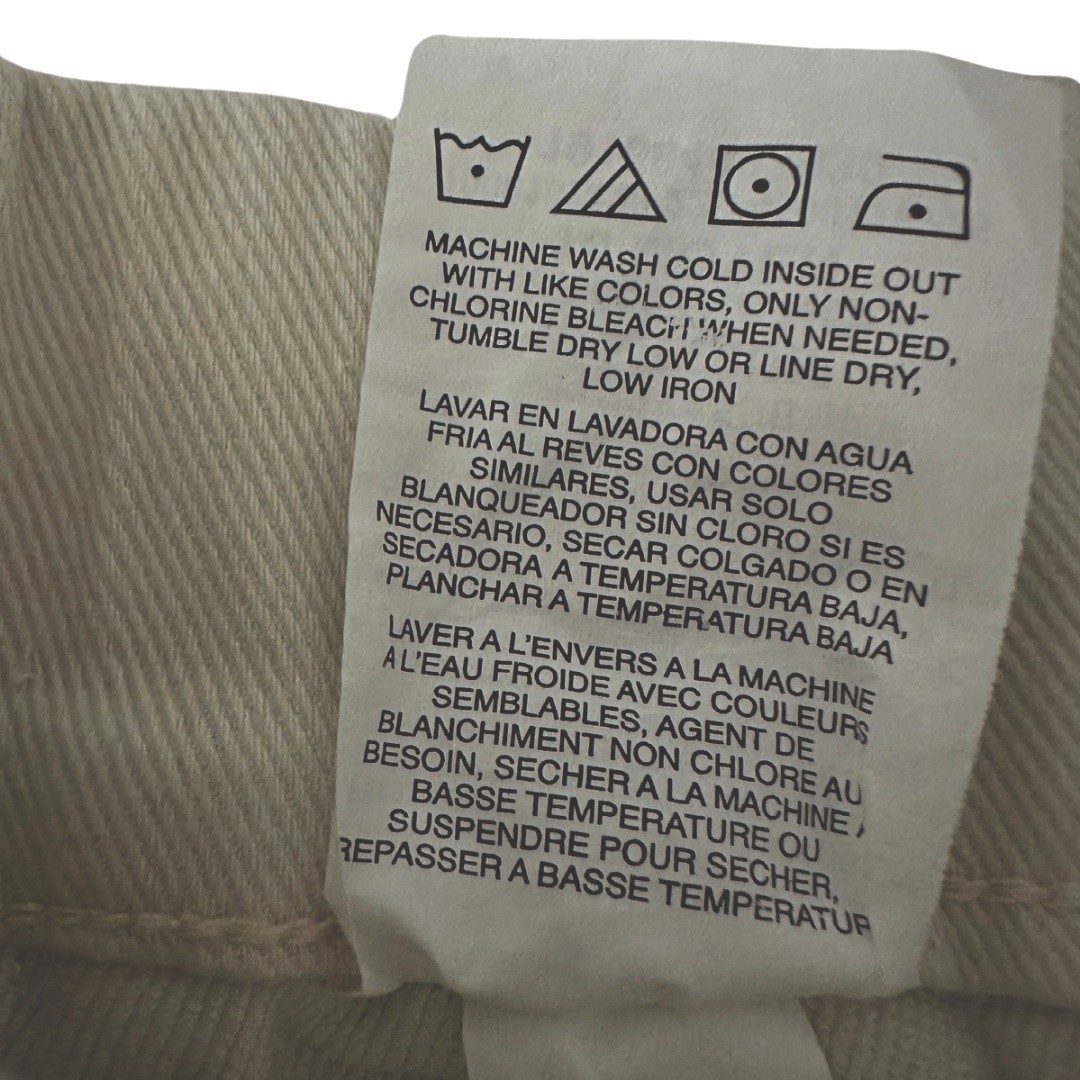 MACHINE WASH COLD INSIDE OUT
WITH LIKE COLORS, ONLY NON-
CHLORINE BLEACH WHEN NEEDED,
TUMBLE DRY LOW OR LINE DRY,
LOW IRON
LAVAR EN LAVADORA CON AGUA
FRIA AL REVES CON COLORES
SIMILARES, USAR SOLO
BLANQUEADOR SIN CLORO SI ES
NECESARIO, SECAR COLGADO O EN
SECADORA A TEMPERATURA BAJA,
PLANCHAR A TEMPERATURA BAJA
LAVER A L'ENVERS A LA MACHINE
A L'EAU FROIDE AVEC COULEURS
SEMBLABLES, AGENT DE
BLANCHIMENT NON CHLORE AU
BESOIN, SECHER A LA MACHINE A
BASSE TEMPERATURE OU
SUSPENDRE POUR SECHER,
REPASSER A BASSE TEMPERATUR